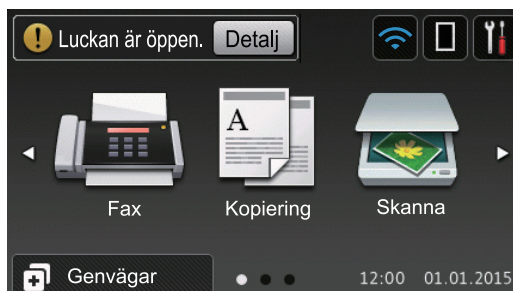 Luckan är öppen. Detalj
A
Fax Kopiering Skanna
Genvägar 12:00 01.01.2015